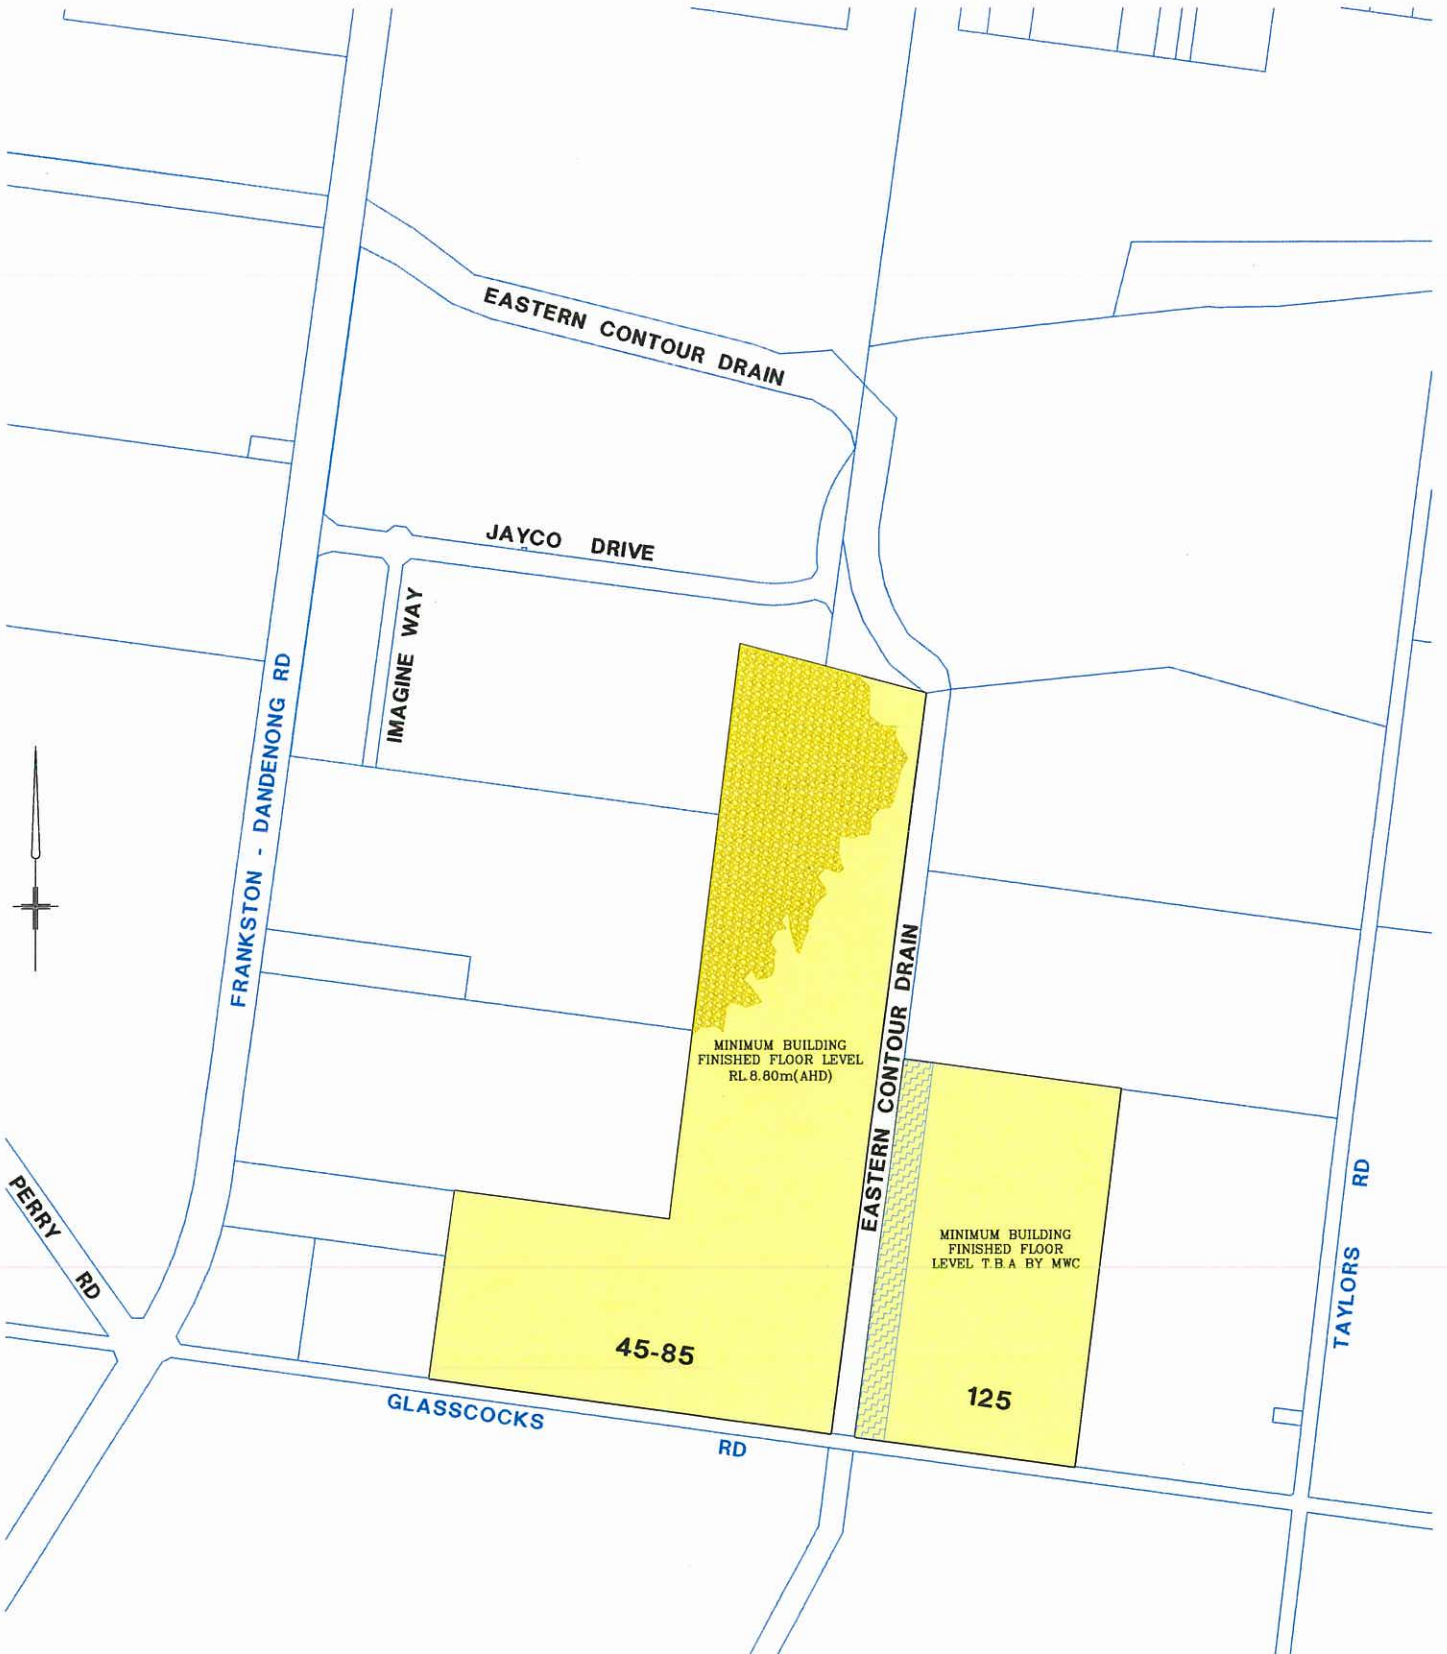 EASTERN CONTOUR DRAIN
JAYCO DRIVE
IMAGINE WAY
FRANKSTON - DANDENONG RD
EASTERN CONTOUR DRAIN
MINIMUM BUILDING
FINISHED FLOOR LEVEL
RL.8.80m(AHD)
PERRY RD
MINIMUM BUILDING
FINISHED FLOOR
LEVEL T.B.A BY MWC
TAYLORS RD
45-85
125
GLASSCOCKS RD